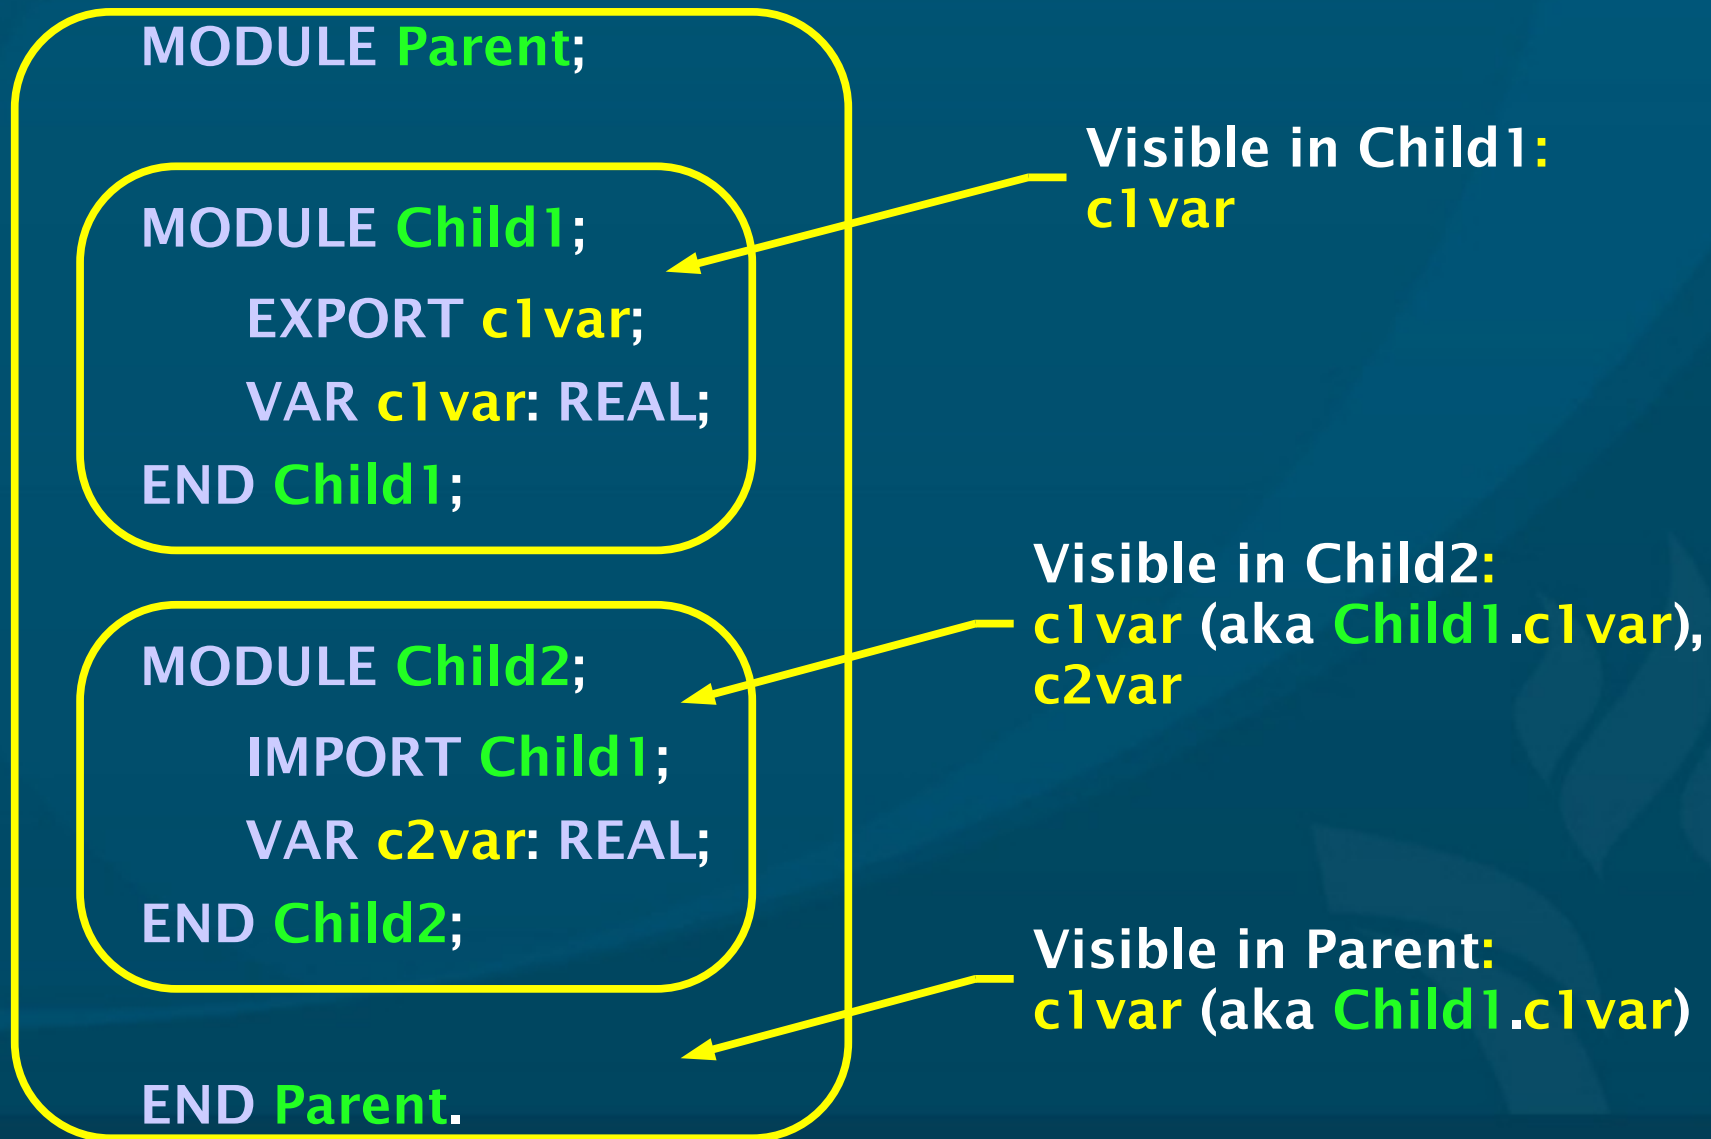 MODULE Parent;
MODULE Child1;
EXPORT c1var;
VAR c1var: REAL;
END Child1;
MODULE Child2;
IMPORT Child1;
VAR c2var: REAL;
END Child2;
END Parent.
Visible in Child1:
c1var
Visible in Child2:
c1var (aka Child1.c1var),
c2var
Visible in Parent:
c1var (aka Child1.c1var)